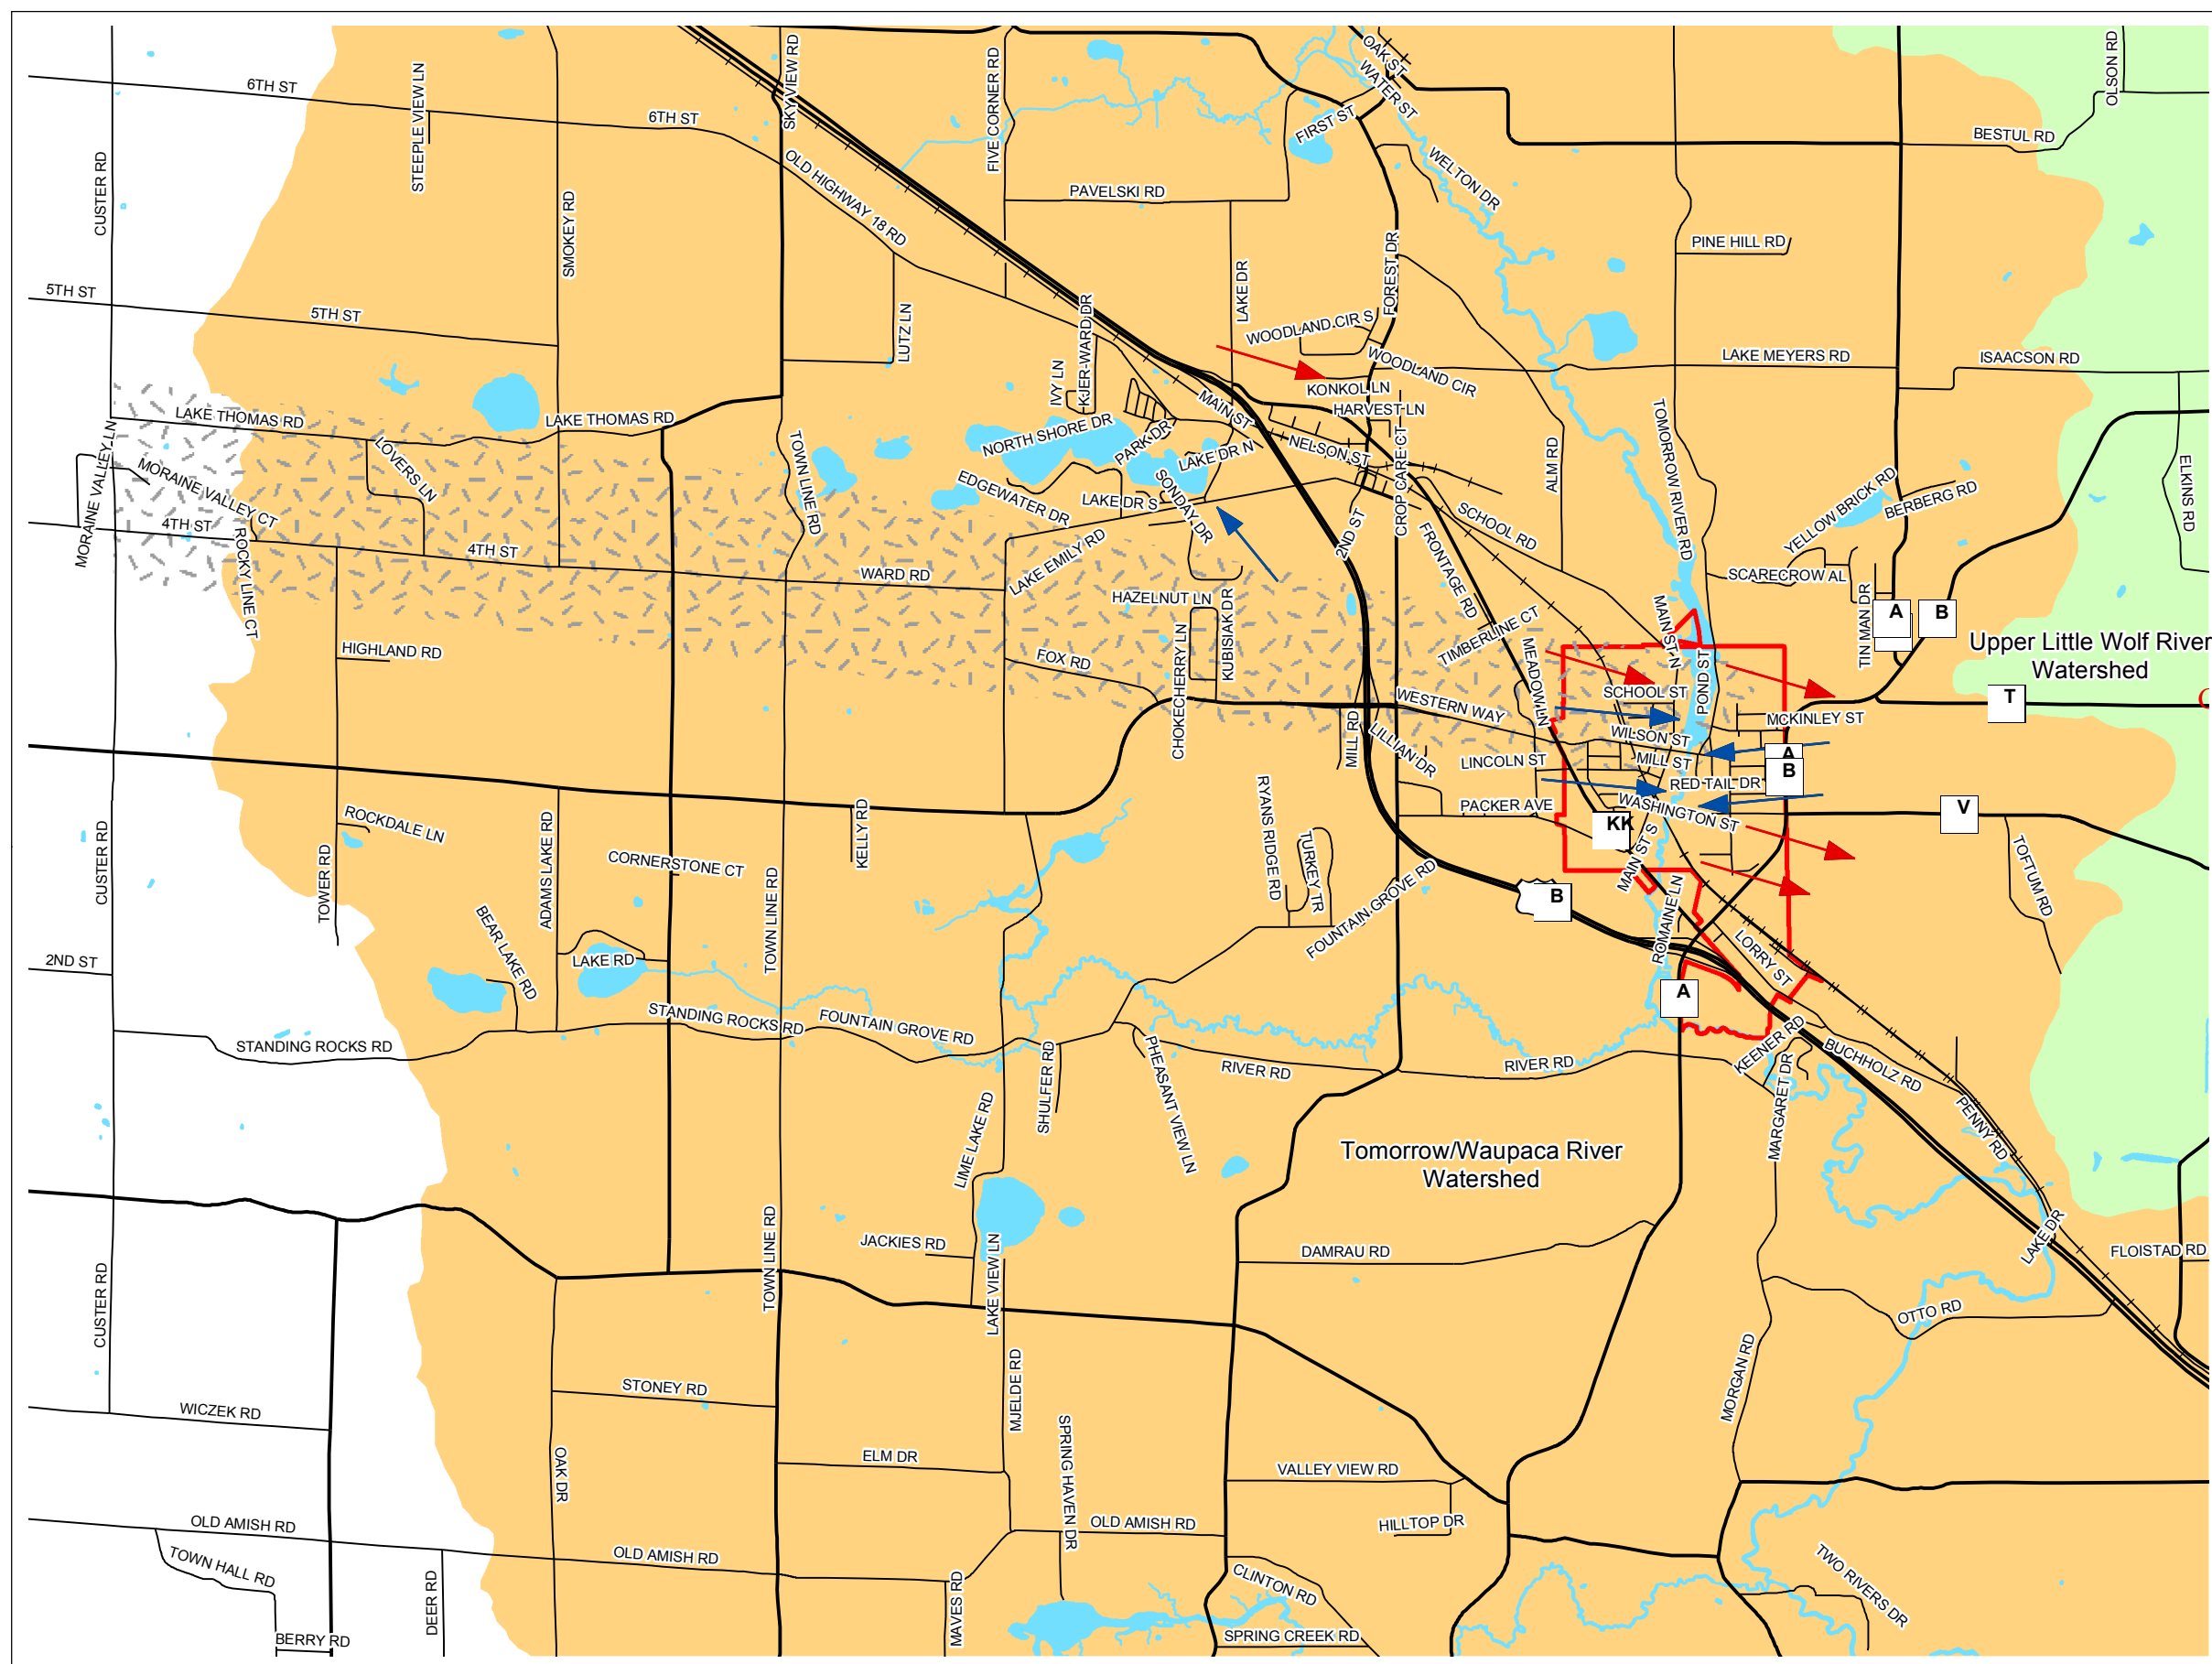 OAK ST
WATER ST
SKY VIEW RD
FIVE CORNER RD
OLSON RD
6TH ST
STEEPLE VIEW LN
6TH ST
FIRST ST
BESTUL RD
CUSTER RD
OLD HIGHWAY 18 RD
WELTON DR
PAVELSKI RD
SMOKEY RD
FOREST DR
PINE HILL RD
5TH ST
5TH ST
LUTZ LN
KJER-WARD DR
LAKE DR
WOODLAND CIR S
WOODLAND CIR
LAKE MEYERS RD
ISAACSON RD
IVY LN
KONKOL LN
HARVEST LN
MAIN ST
LAKE THOMAS RD
LAKE THOMAS RD
NORTH SHORE DR
PARK DR
LAKE DR N
NELSON ST
CROP CARE CT
ALM RD
TOMORROW RIVER RD
ELKINS RD
MORAINE VALLEY LN
MORAINE VALLEY CT
LOVERS LN
TOWN LINE RD
EDGEWATER DR
LAKE DR S
SONDAY DR
SCHOOL RD
YELLOW BRICK RD
BERBERG RD
4TH ST
4TH ST
ROCKY LINE CT
WARD RD
LAKE EMILY RD
2ND ST
FRONTAGE RD
SCARECROW AL
HAZELNUT LN
KUBISIAK DR
TIMBERLINE CT
MAIN ST N
TIN MAN DR
A
B
HIGHLAND RD
FOX RD
CHOKECHERRY LN
MEADOW LN
POND ST
Upper Little Wolf River
Watershed
SCHOOL ST
T
WESTERN WAY
MCKINLEY ST
MILL RD
LILLIAN DR
WILSON ST
LINCOLN ST
MILL ST
A
B
RED TAIL DR
PACKER AVE
WASHINGTON ST
V
KK
ROCKDALE LN
KELLY RD
RYANS RIDGE RD
TURKEY TR
MAIN ST S
TOFTUM RD
CUSTER RD
TOWER RD
ADAMS LAKE RD
CORNERSTONE CT
TOWN LINE RD
FOUNTAIN GROVE RD
B
ROMAINE LN
LORRY ST
BEAR LAKE RD
LAKE RD
2ND ST
A
STANDING ROCKS RD
STANDING ROCKS RD
FOUNTAIN GROVE RD
SHULFER RD
PHEASANT VIEW LN
RIVER RD
RIVER RD
KEENER RD
MARGARET DR
BUCHHOLZ RD
PENNY RD
LIME LAKE RD
Tomorrow/Waupaca River
Watershed
CUSTER RD
TOWN LINE RD
JACKIES RD
LAKE VIEW LN
DAMRAU RD
LAKE DR
FLOISTAD RD
OTTO RD
STONEY RD
MJELDE RD
MORGAN RD
WICZEK RD
OAK DR
ELM DR
SPRING HAVEN DR
VALLEY VIEW RD
OLD AMISH RD
OLD AMISH RD
OLD AMISH RD
HILLTOP DR
TOWN HALL RD
DEER RD
MAVES RD
CLINTON RD
TWO RIVERS DR
BERRY RD
SPRING CREEK RD